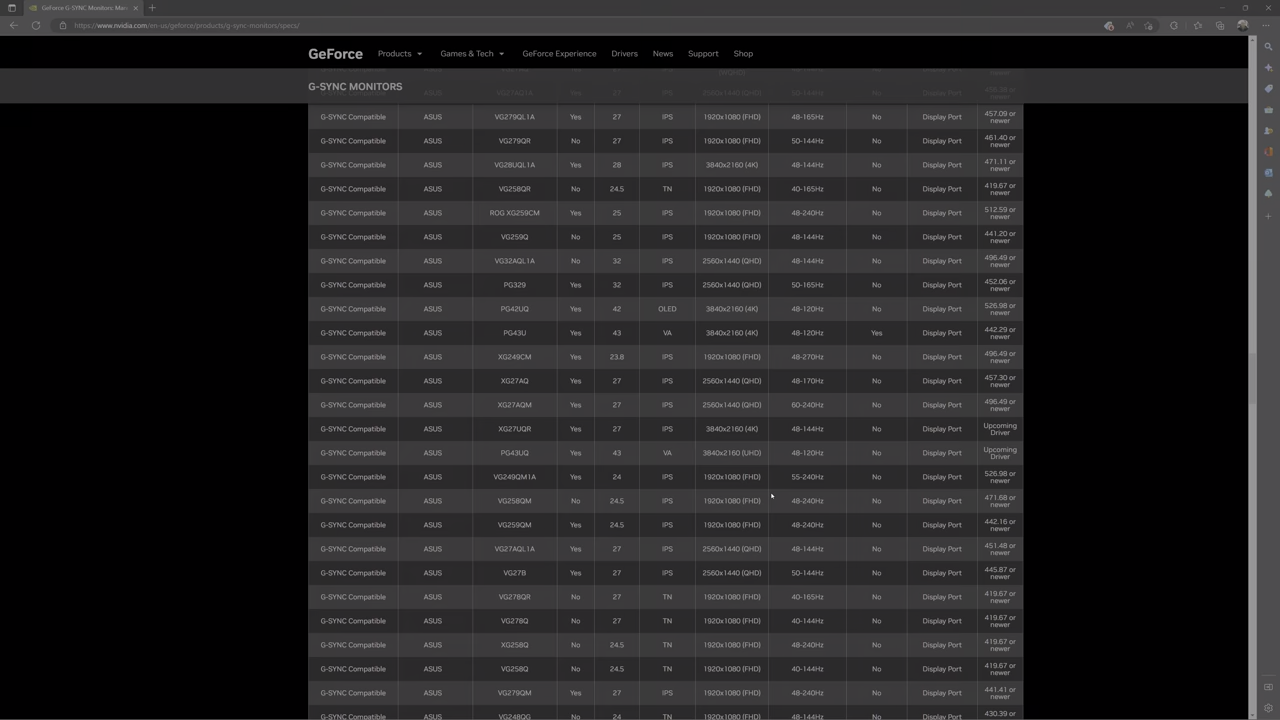 GeForce G-SYNC Monitors: Mon
https://www.nvidia.com/en-us/geforce/products/g-sync-monitors/specs/
GeForce Products Games & Tech GeForce Experience Drivers News Support Shop
G-SYNC MONITORS
G-SYNC Compatible ASUS VG279QL1A Yes 27 IPS 1920x1080 (FHD) 48-165Hz No Display Port 457.09 or newer
G-SYNC Compatible ASUS VG279QR No 27 IPS 1920x1080 (FHD) 50-144Hz No Display Port 461.40 or newer
G-SYNC Compatible ASUS VG28UQL1A Yes 28 IPS 3840x2160 (4K) 48-144Hz No Display Port 471.11 or newer
G-SYNC Compatible ASUS VG258QR No 24.5 TN 1920x1080 (FHD) 40-165Hz No Display Port 419.67 or newer
G-SYNC Compatible ASUS ROG XG259CM Yes 25 IPS 1920x1080 (FHD) 48-240Hz No Display Port 512.59 or newer
G-SYNC Compatible ASUS VG259Q No 25 IPS 1920x1080 (FHD) 48-144Hz No Display Port 441.20 or newer
G-SYNC Compatible ASUS VG32AQL1A No 32 IPS 2560x1440 (QHD) 48-144Hz No Display Port 496.49 or newer
G-SYNC Compatible ASUS PG329 Yes 32 IPS 2560x1440 (QHD) 50-165Hz No Display Port 452.06 or newer
G-SYNC Compatible ASUS PG42UQ Yes 42 OLED 3840x2160 (4K) 48-120Hz No Display Port 526.98 or newer
G-SYNC Compatible ASUS PG43U Yes 43 VA 3840x2160 (4K) 48-120Hz Yes Display Port 442.29 or newer
G-SYNC Compatible ASUS XG249CM Yes 23.8 IPS 1920x1080 (FHD) 48-270Hz No Display Port 496.49 or newer
G-SYNC Compatible ASUS XG27AQ Yes 27 IPS 2560x1440 (QHD) 48-170Hz No Display Port 457.30 or newer
G-SYNC Compatible ASUS XG27AQM Yes 27 IPS 2560x1440 (QHD) 60-240Hz No Display Port 496.49 or newer
G-SYNC Compatible ASUS XG27UQR Yes 27 IPS 3840x2160 (4K) 48-144Hz No Display Port Upcoming Driver
G-SYNC Compatible ASUS PG43UQ Yes 43 VA 3840x2160 (UHD) 48-120Hz No Display Port Upcoming Driver
G-SYNC Compatible ASUS VG249QM1A Yes 24 IPS 1920x1080 (FHD) 55-240Hz No Display Port 526.98 or newer
G-SYNC Compatible ASUS VG258QM No 24.5 IPS 1920x1080 (FHD) 48-240Hz No Display Port 471.68 or newer
G-SYNC Compatible ASUS VG259QM Yes 24.5 IPS 1920x1080 (FHD) 48-240Hz No Display Port 442.16 or newer
G-SYNC Compatible ASUS VG27AQL1A Yes 27 IPS 2560x1440 (QHD) 48-144Hz No Display Port 451.48 or newer
G-SYNC Compatible ASUS VG27B Yes 27 IPS 2560x1440 (QHD) 50-144Hz No Display Port 445.87 or newer
G-SYNC Compatible ASUS VG278QR No 27 TN 1920x1080 (FHD) 40-165Hz No Display Port 419.67 or newer
G-SYNC Compatible ASUS VG278Q No 27 TN 1920x1080 (FHD) 40-144Hz No Display Port 419.67 or newer
G-SYNC Compatible ASUS XG258Q No 24.5 TN 1920x1080 (FHD) 48-240Hz No Display Port 419.67 or newer
G-SYNC Compatible ASUS VG258Q No 24.5 TN 1920x1080 (FHD) 40-144Hz No Display Port 419.67 or newer
G-SYNC Compatible ASUS VG279QM Yes 27 IPS 1920x1080 (FHD) 48-240Hz No Display Port 441.41 or newer
G-SYNC Compatible ASUS VG248QG No 24 TN 1920x1080 (FHD) 48-144Hz No Display Port 430.39 or